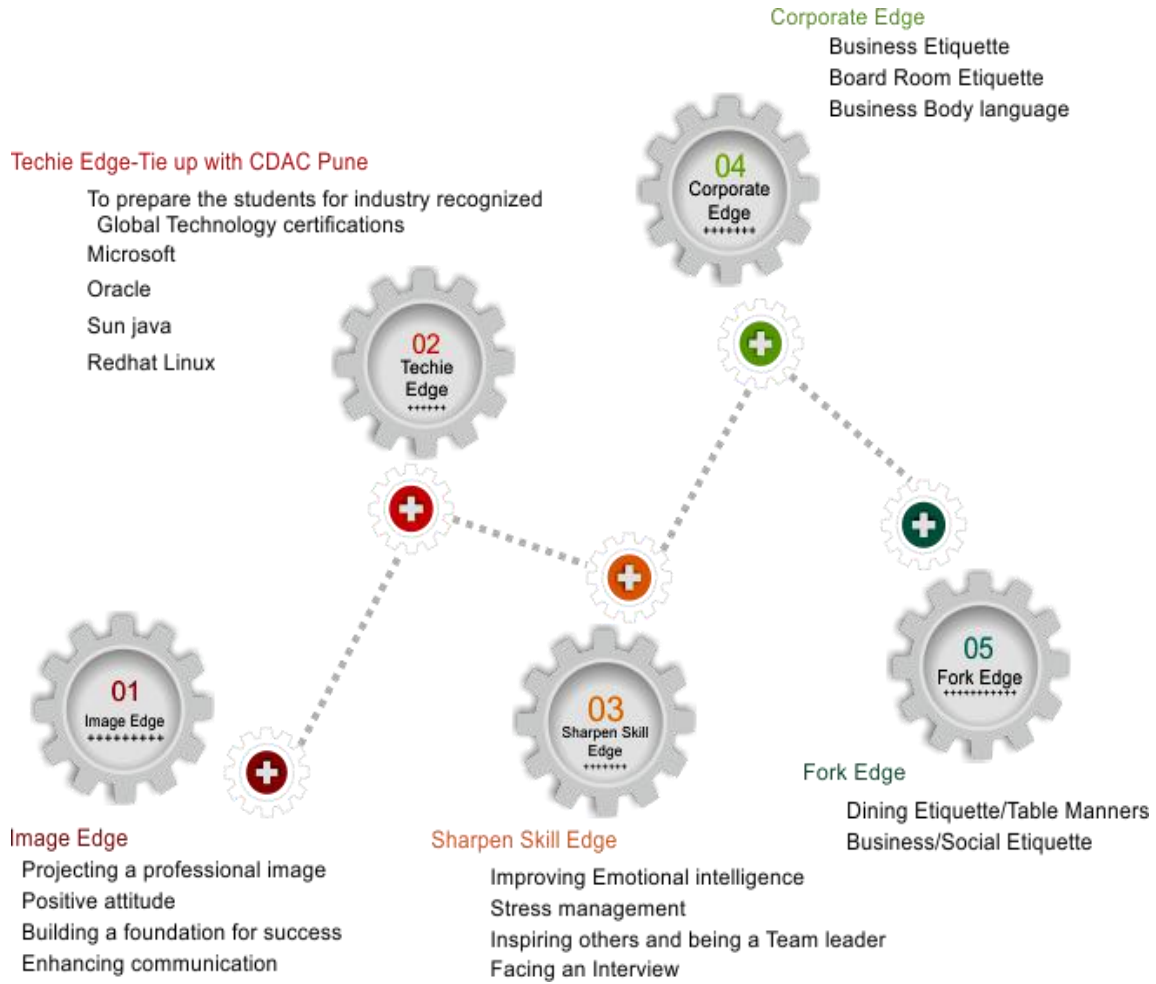 Corporate Edge
Business Etiquette
Board Room Etiquette
Business Body language
04
Corporate
Edge
+++++++
Techie Edge-Tie up with CDAC Pune
To prepare the students for industry recognized
Global Technology certifications
Microsoft
Oracle
Sun java
Redhat Linux
02
Techie
Edge
++++++
01
Image Edge
+++++++++
Image Edge
Projecting a professional image
Positive attitude
Building a foundation for success
Enhancing communication
03
Sharpen Skill
Edge
+++++++
Sharpen Skill Edge
Improving Emotional intelligence
Stress management
Inspiring others and being a Team leader
Facing an Interview
05
Fork Edge
+++++++++++
Fork Edge
Dining Etiquette/Table Manners
Business/Social Etiquette